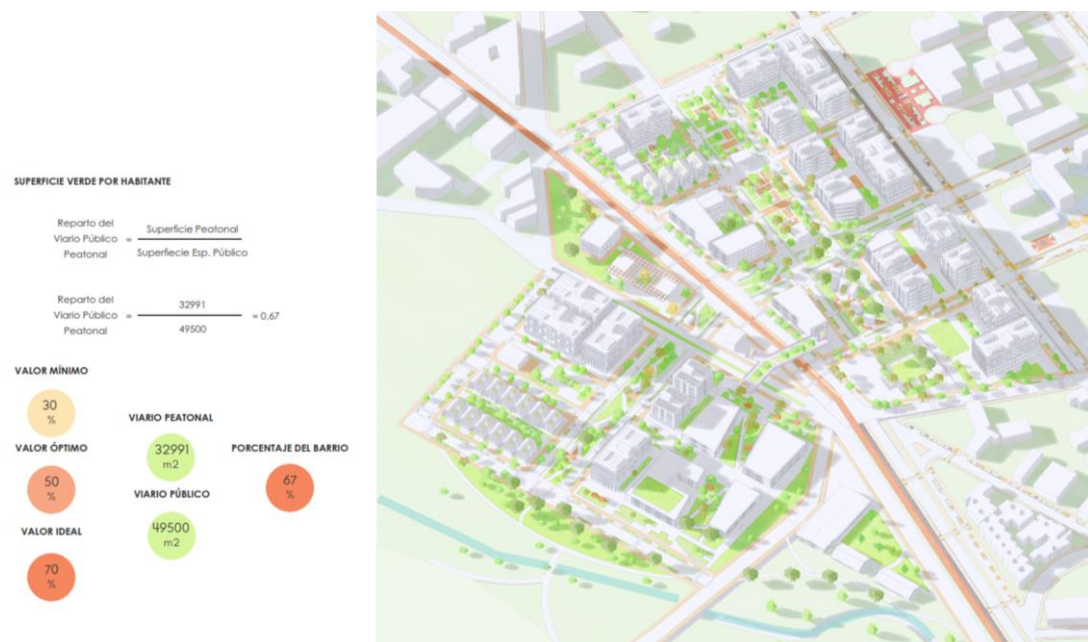 SUPERFICIE VERDE POR HABITANTE
Reparto del
Viario Público
Peatonal
=
Superficie Peatonal
Superfiecie Esp. Público
Reparto del
Viario Público
Peatonal
=
32991
49500
= 0,67
VALOR MÍNIMO
30
%
VALOR ÓPTIMO
50
%
VALOR IDEAL
70
%
VIARIO PEATONAL
32991
m2
VIARIO PÚBLICO
49500
m2
PORCENTAJE DEL BARRIO
67
%